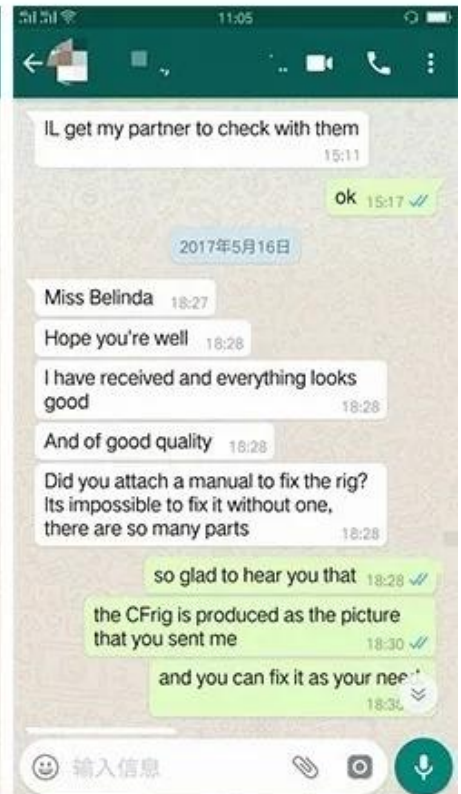 11:05
IL get my partner to check with them
15:11
ok 15:17
2017年5月16日
Miss Belinda 18:27
Hope you're well 18:28
I have received and everything looks
good
18:28
And of good quality 18:28
Did you attach a manual to fix the rig?
Its impossible to fix it without one,
there are so many parts
18:28
so glad to hear you that 18:28
the CFrig is produced as the picture
that you sent me
18:30
and you can fix it as your need
输入信息